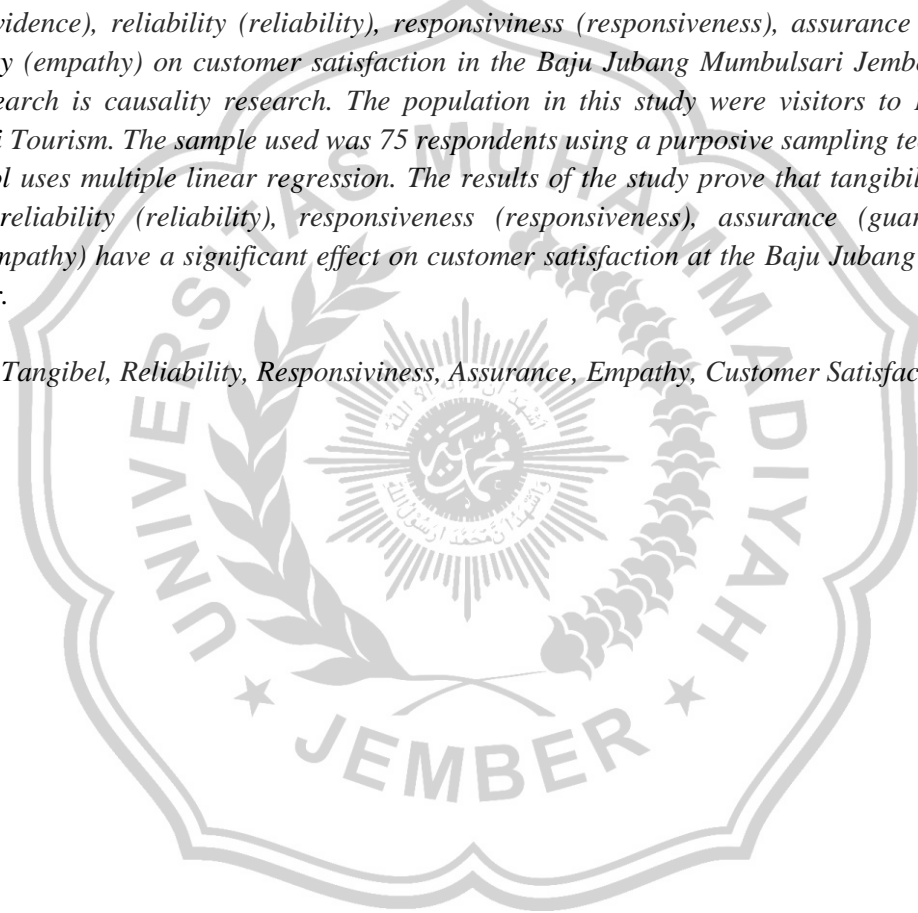 vidence), reliability (reliability), responsiviness (responsiveness), assurance
y (empathy) on customer satisfaction in the Baju Jubang Mumbulsari Jembe
earch is causality research. The population in this study were visitors to
i Tourism. The sample used was 75 respondents using a purposive sampling te
ol uses multiple linear regression. The results of the study prove that tangibil
reliability (reliability), responsiveness (responsiveness), assurance (guar
mpathy) have a significant effect on customer satisfaction at the Baju Jubang
r.
Tangibel, Reliability, Responsiviness, Assurance, Empathy, Customer Satisfac
UNIVERSITAS MUHAMMADIYAH
JEMBER